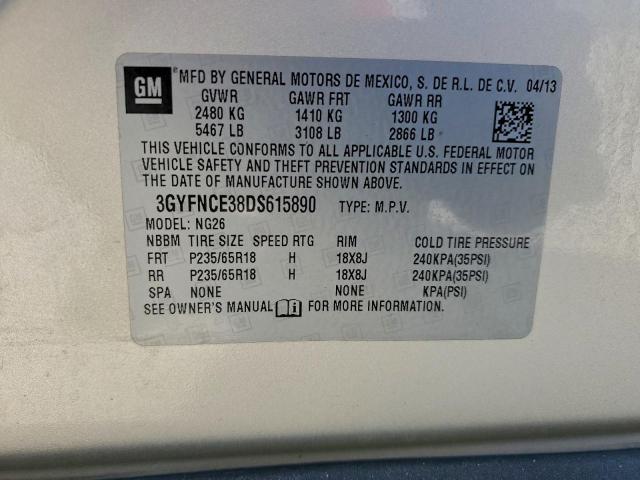 GM
*MFD BY GENERAL MOTORS DE MEXICO, S. DE R.L. DE C.V. 04/13
GVWR GAWR FRT GAWR RR
2480 KG 1410 KG 1300 KG
5467 LB 3108 LB 2866 LB
THIS VEHICLE CONFORMS TO ALL APPLICABLE U.S. FEDERAL MOTOR
VEHICLE SAFETY AND THEFT PREVENTION STANDARDS IN EFFECT ON
THE DATE OF MANUFACTURE SHOWN ABOVE.
3GYFNCE38DS615890 TYPE: M.P.V.
MODEL: NG26
NBBM TIRE SIZE SPEED RTG RIM COLD TIRE PRESSURE
FRT P235/65R18 H 18X8J 240KPA(35PSI)
RR P235/65R18 H 18X8J 240KPA(35PSI)
SPA NONE NONE KPA(PSI)
SEE OWNER'S MANUAL FOR MORE INFORMATION.